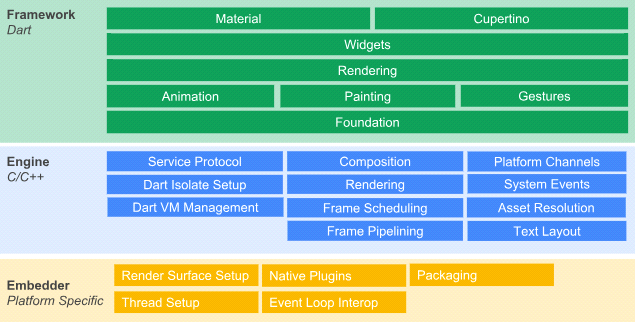 Framework
Dart
Material Cupertino
Widgets
Rendering
Animation Painting Gestures
Foundation
Engine
C/C++
Service Protocol Composition Platform Channels
Dart Isolate Setup Rendering System Events
Dart VM Management Frame Scheduling Asset Resolution
Frame Pipelining Text Layout
Embedder
Platform Specific
Render Surface Setup Native Plugins Packaging
Thread Setup Event Loop Interop